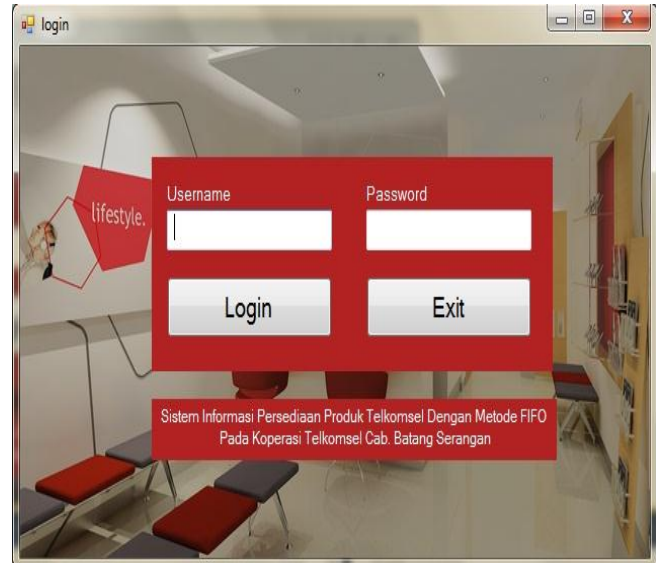 login
lifestyle.
Username
Password
Login
Exit
Sistem Informasi Persediaan Produk Telkomsel Dengan Metode FIFO
Pada Koperasi Telkomsel Cab. Batang Serangan